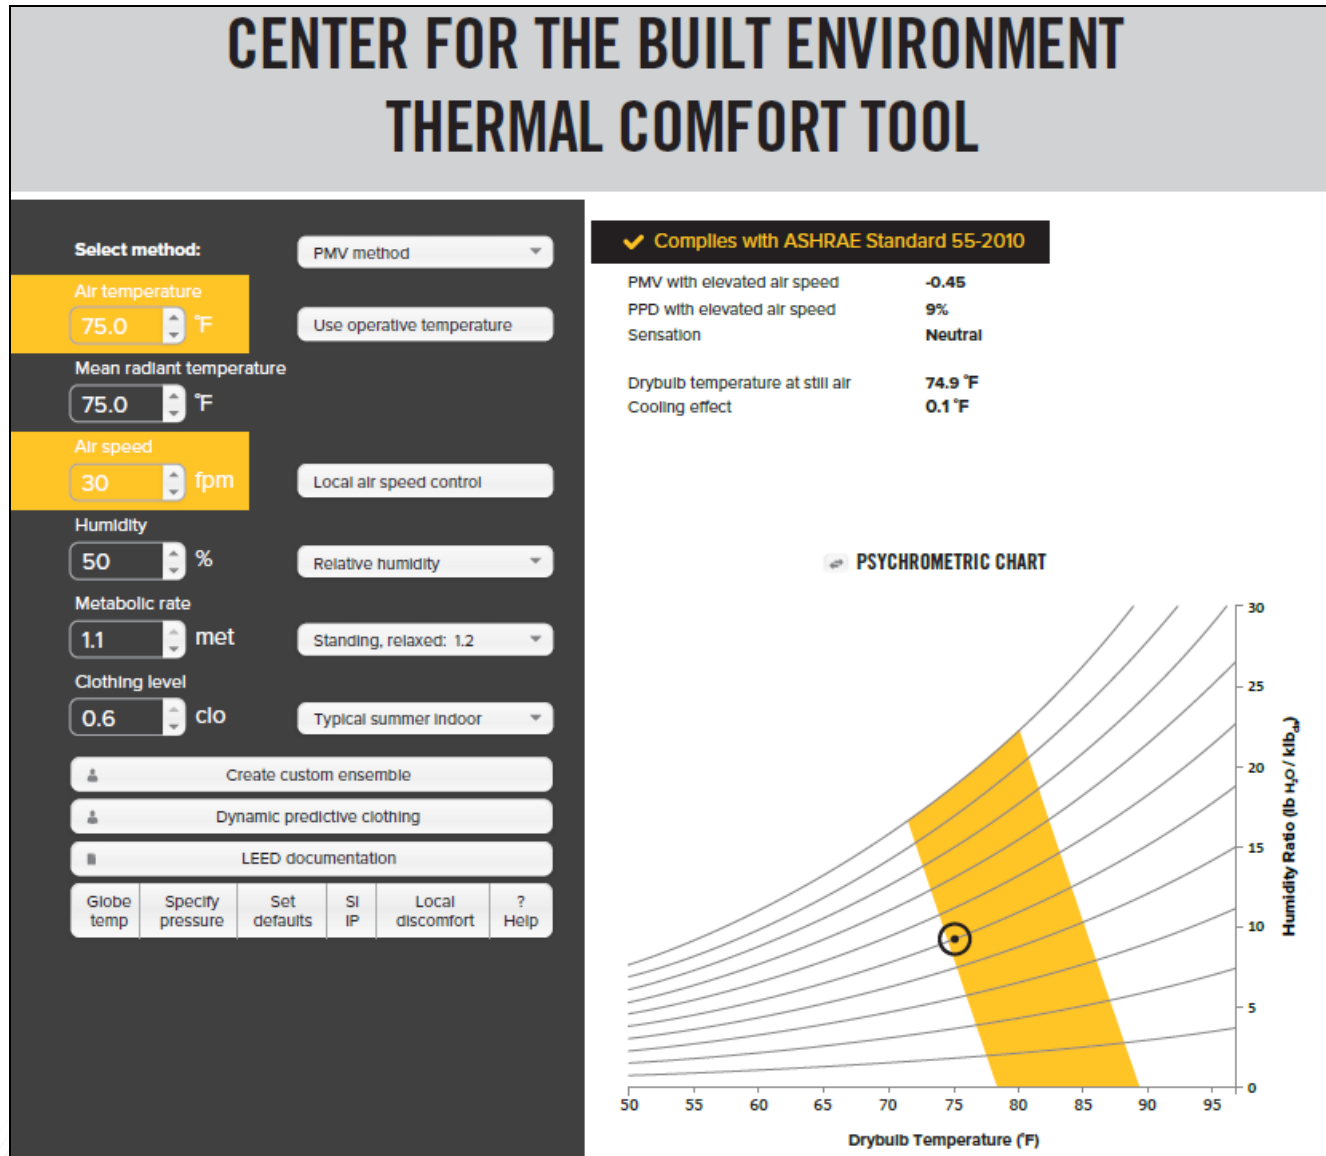 CENTER FOR THE BUILT ENVIRONMENT
THERMAL COMFORT TOOL
Select method:
PMV method
Air temperature
75.0
°F
Use operative temperature
Mean radiant temperature
75.0
°F
Air speed
30
fpm
Local air speed control
Humidity
50
%
Relative humidity
Metabolic rate
1.1
met
Standing, relaxed: 1.2
Clothing level
0.6
clo
Typical summer indoor
Create custom ensemble
Dynamic predictive clothing
LEED documentation
Globe temp
Specify pressure
Set defaults
SI IP
Local discomfort
? Help
Complies with ASHRAE Standard 55-2010
PMV with elevated air speed -0.45
PPD with elevated air speed 9%
Sensation Neutral
Drybulb temperature at still air 74.9 °F
Cooling effect 0.1 °F
PSYCHROMETRIC CHART
30
25
20
15
10
5
0
Humidity Ratio (lb H₂O / klb da)
50 55 60 65 70 75 80 85 90 95
Drybulb Temperature (°F)